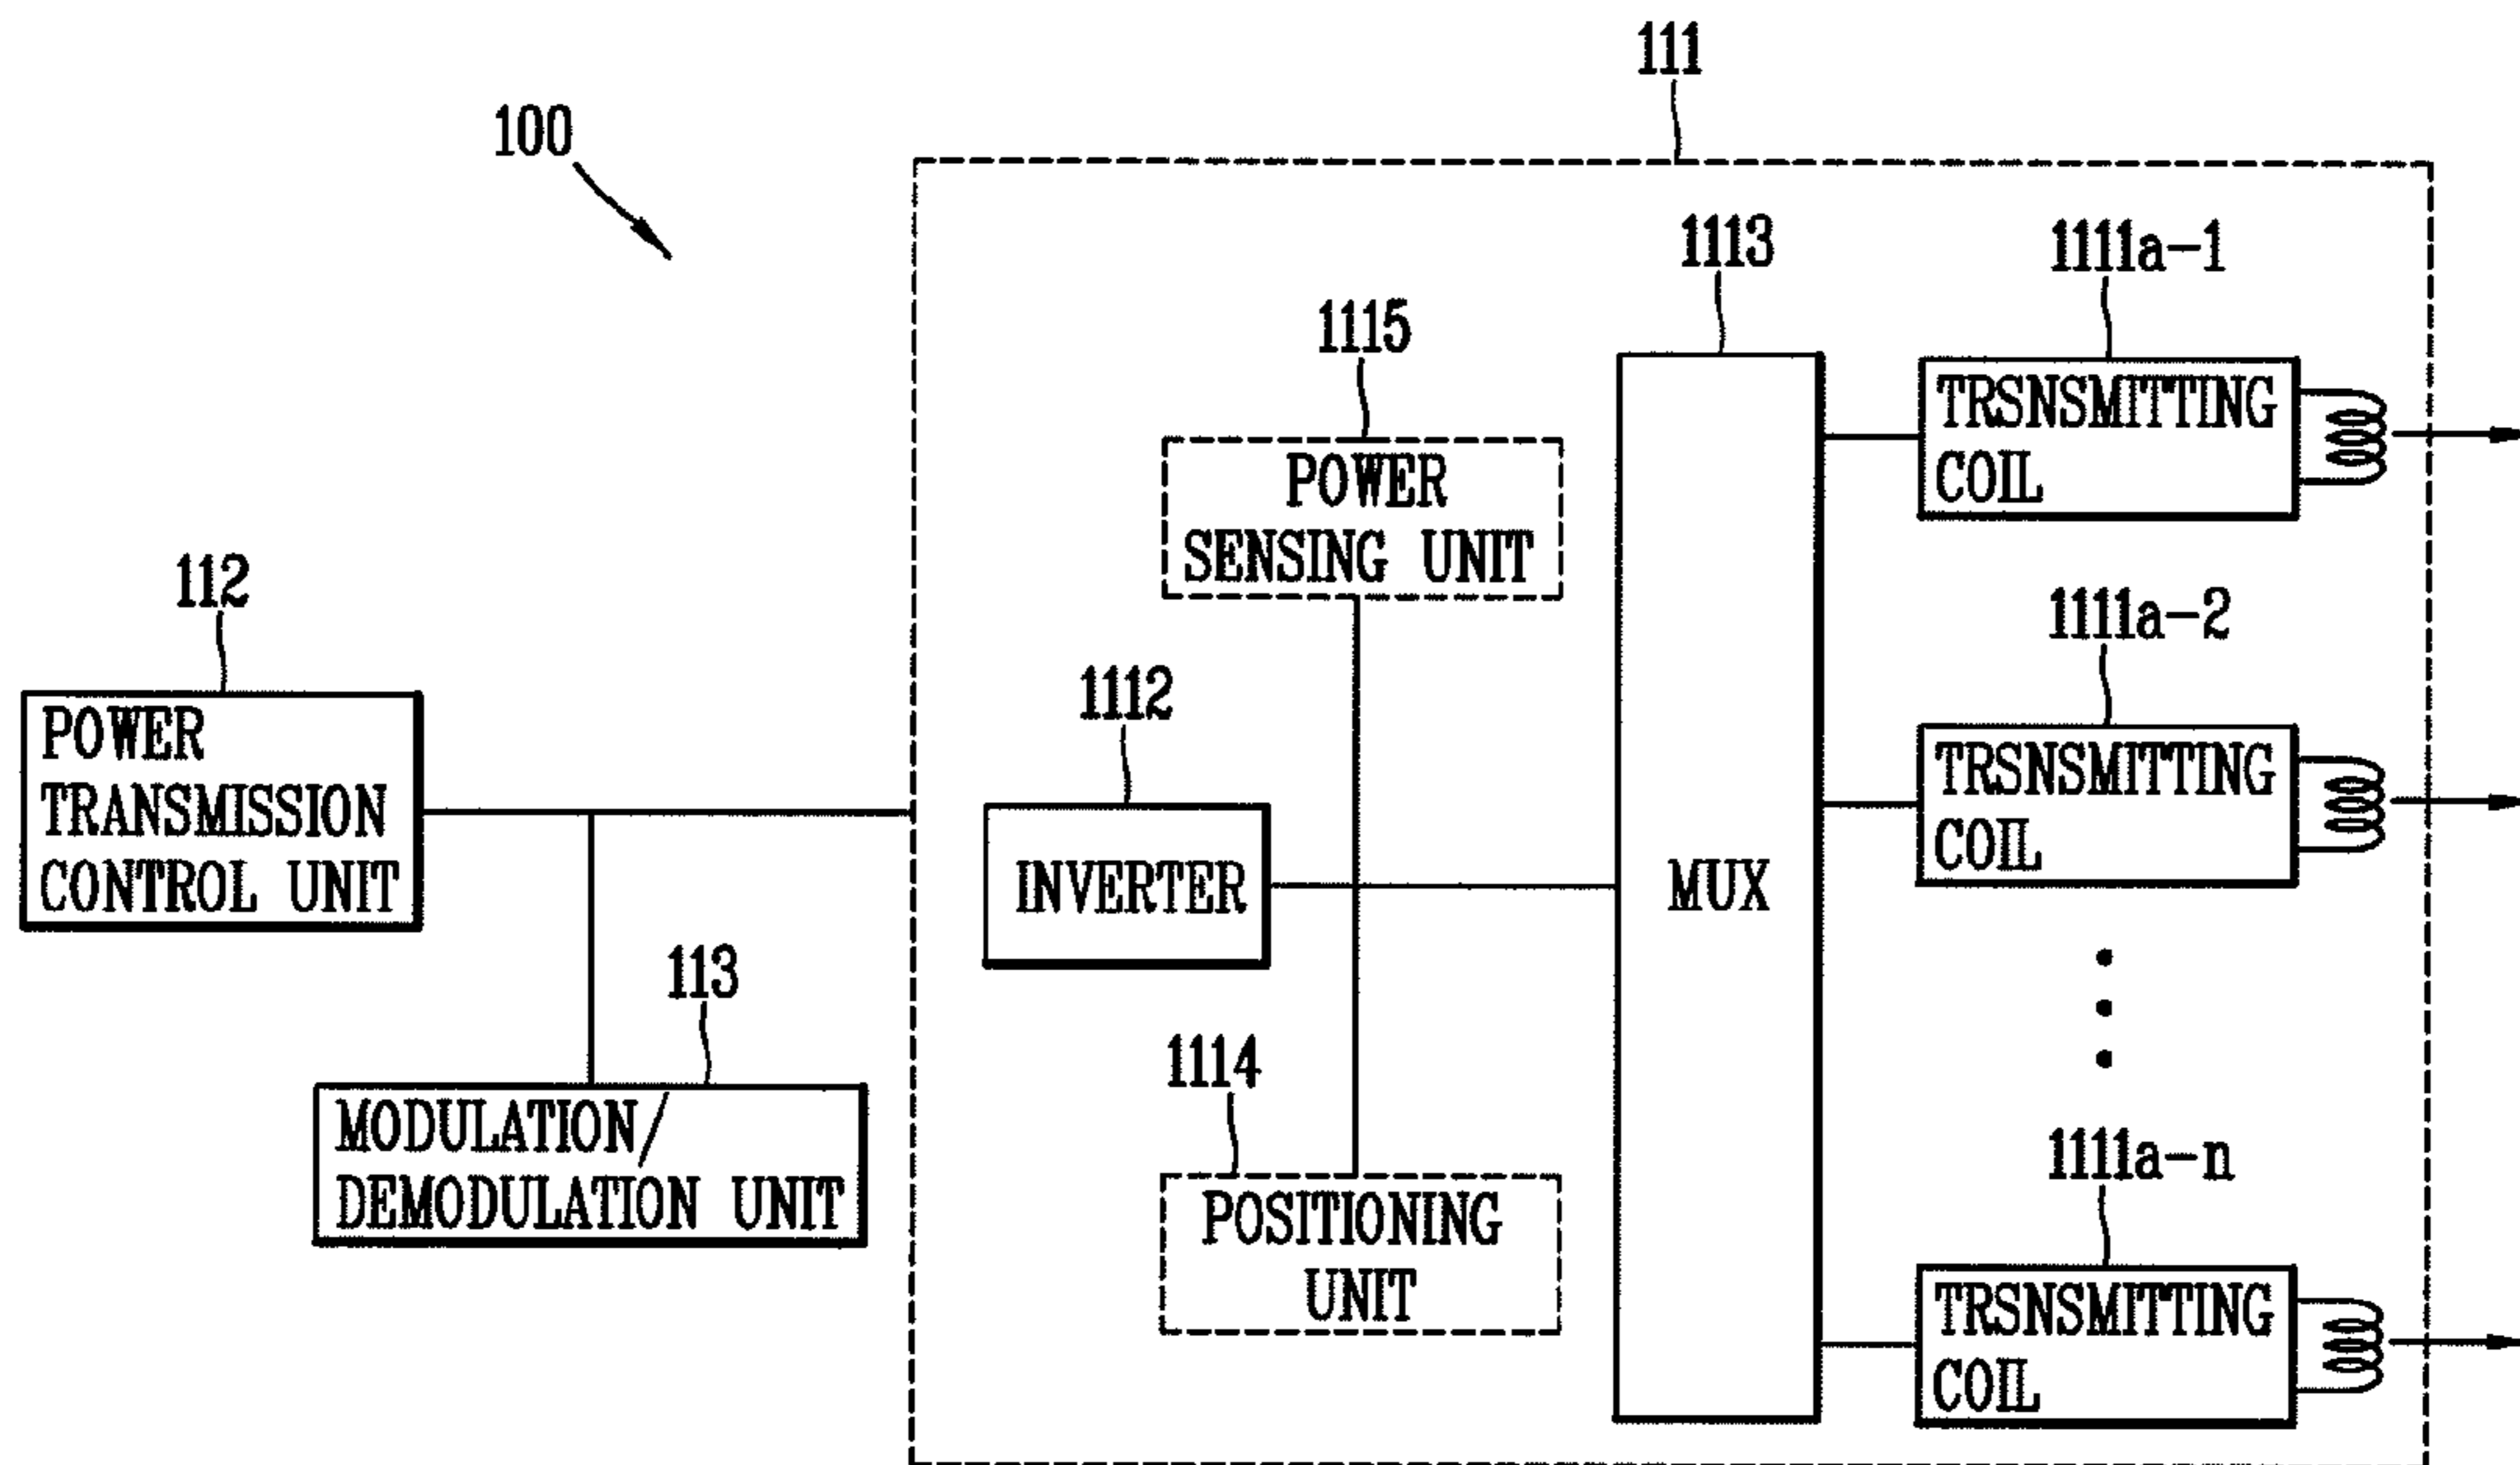 111
100
1113
1111a-1
1115
TRSNSMITTING
COIL
POWER
SENSING UNIT
112
1111a-2
1112
POWER
TRANSMISSION
CONTROL UNIT
TRSNSMITTING
COIL
INVERTER
MUX
113
1114
MODULATION/
DEMODULATION UNIT
1111a-n
POSITIONING
UNIT
TRSNSMITTING
COIL